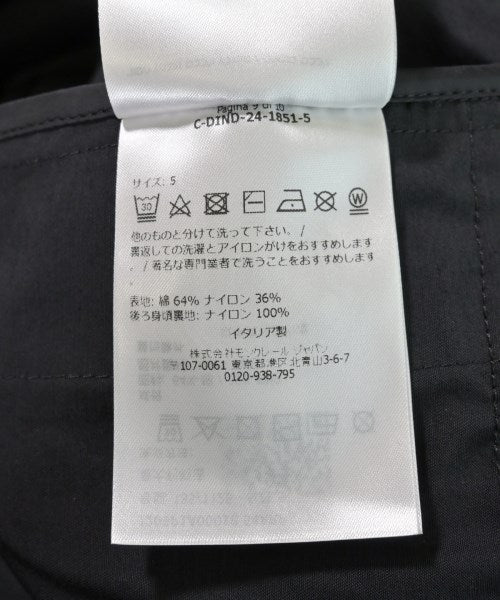 Pagina 9 di 10
C-DIND-24-1851-5
サイズ: 5
30
W
他のものと分けて洗って下さい。/
裏返しての洗濯とアイロンがけをおすすめします
。/ 著名な専門業者で洗うことをおすすめします
表地: 綿 64% ナイロン 36%
後ろ身頃裏地: ナイロン 100%
イタリア製
株式会社モンクレール ジャパン
107-0061 東京都港区北青山3-6-7
0120-938-795